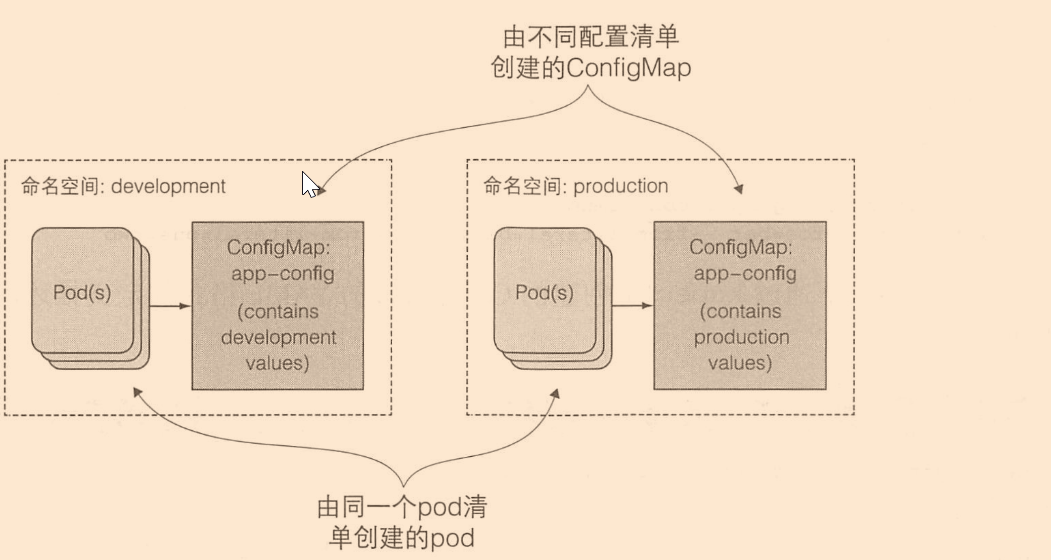 由不同配置清单
创建的ConfigMap
命名空间: development
Pod(s)
ConfigMap:
app-config
(contains
development
values)
命名空间: production
Pod(s)
ConfigMap:
app-config
(contains
production
values)
由同一个pod清
单创建的pod